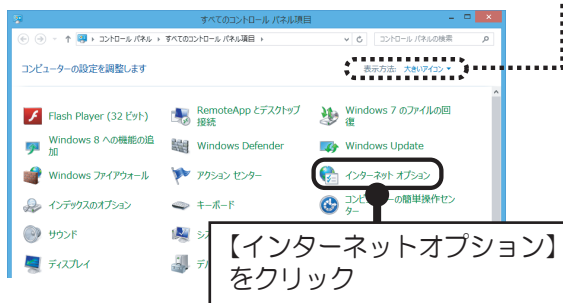 すべてのコントロール パネル項目
コントロール パネル ▸ すべてのコントロール パネル項目 ▸
コントロール パネルの検索
コンピューターの設定を調整します
表示方法: 大きいアイコン
Flash Player (32 ビット)
RemoteApp とデスクトップ
接続
Windows 7 のファイルの回
復
Windows 8 への機能の追
加
Windows Defender
Windows Update
Windows ファイアウォール
アクション センター
インターネット オプション
インデックスのオプション
キーボード
コンピューターの簡単操作セン
ター
サウンド
ディスプレイ
【インターネットオプション】
をクリック